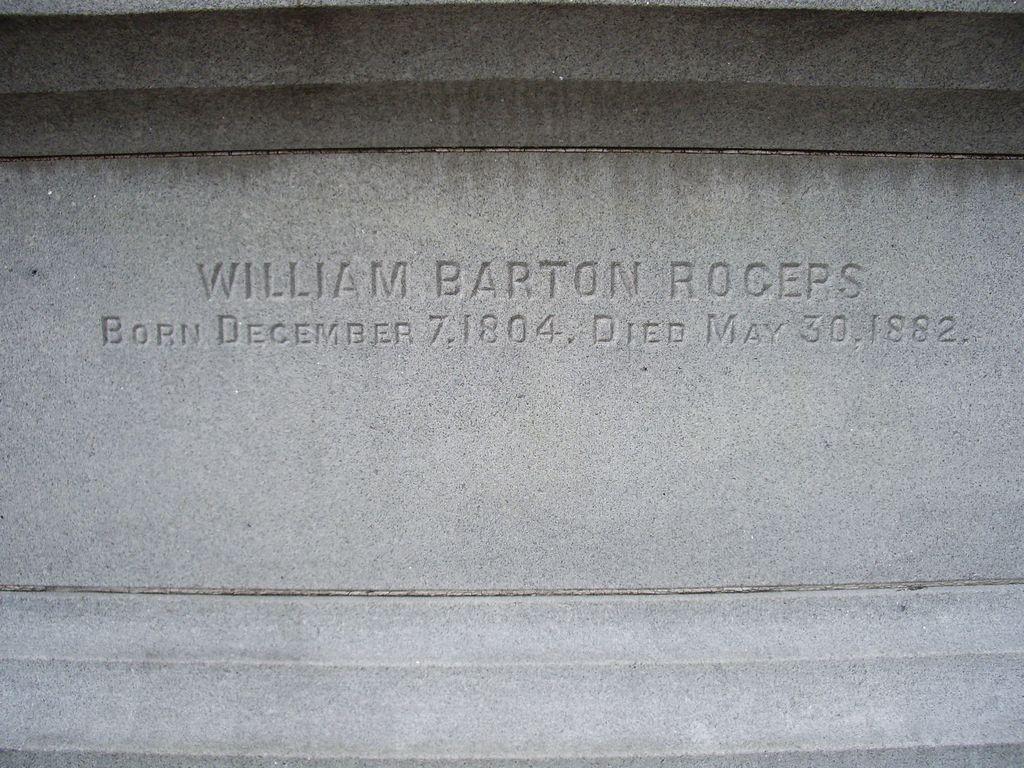 WILLIAM BARTON ROGERS
BORN DECEMBER 7, 1804. DIED MAY 30, 1882.